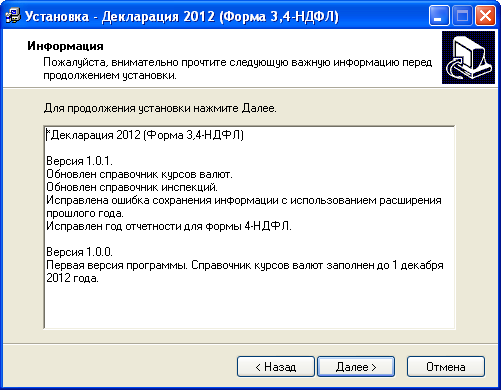 Установка - Декларация 2012 (Форма 3,4-НДФЛ)
Информация
Пожалуйста, внимательно прочтите следующую важную информацию перед
продолжением установки.
Для продолжения установки нажмите Далее.
*Декларация 2012 (Форма 3,4-НДФЛ)
Версия 1.0.1.
Обновлен справочник курсов валют.
Обновлен справочник инспекций.
Исправлена ошибка сохранения информации с использованием расширения
прошлого года.
Исправлен год отчетности для формы 4-НДФЛ.
Версия 1.0.0.
Первая версия программы. Справочник курсов валют заполнен до 1 декабря
2012 года.
< Назад
Далее >
Отмена